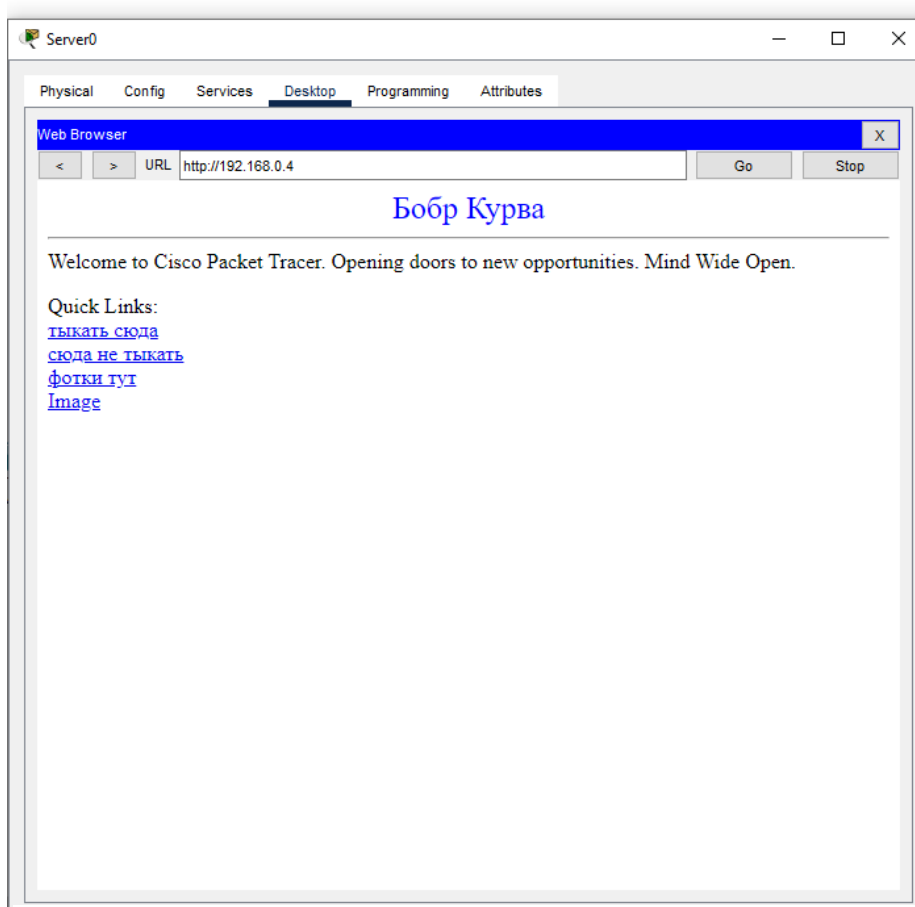 Server0
Physical Config Services Desktop Programming Attributes
Web Browser X
< > URL http://192.168.0.4 Go Stop
Бобр Курва
Welcome to Cisco Packet Tracer. Opening doors to new opportunities. Mind Wide Open.
Quick Links:
тыкать сюда
сюда не тыкать
фотки тут
Image